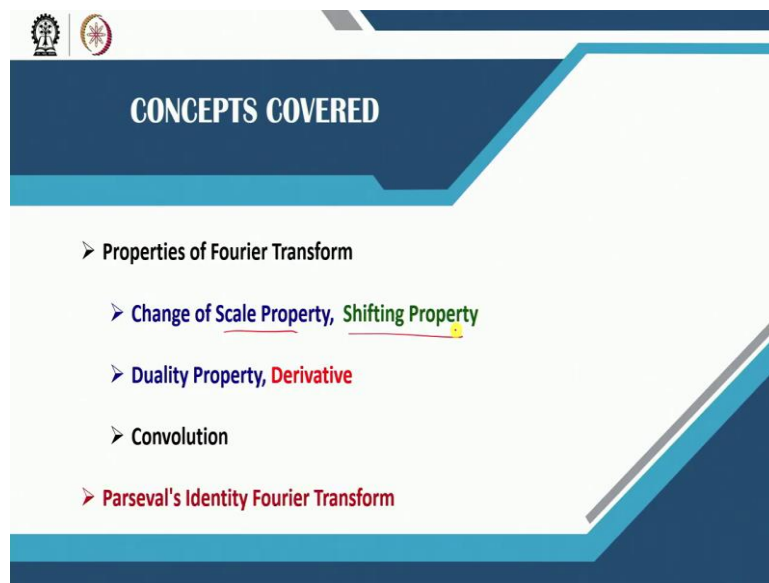 CONCEPTS COVERED
➢ Properties of Fourier Transform
➢ Change of Scale Property, Shifting Property
➢ Duality Property, Derivative
➢ Convolution
➢ Parseval's Identity Fourier Transform